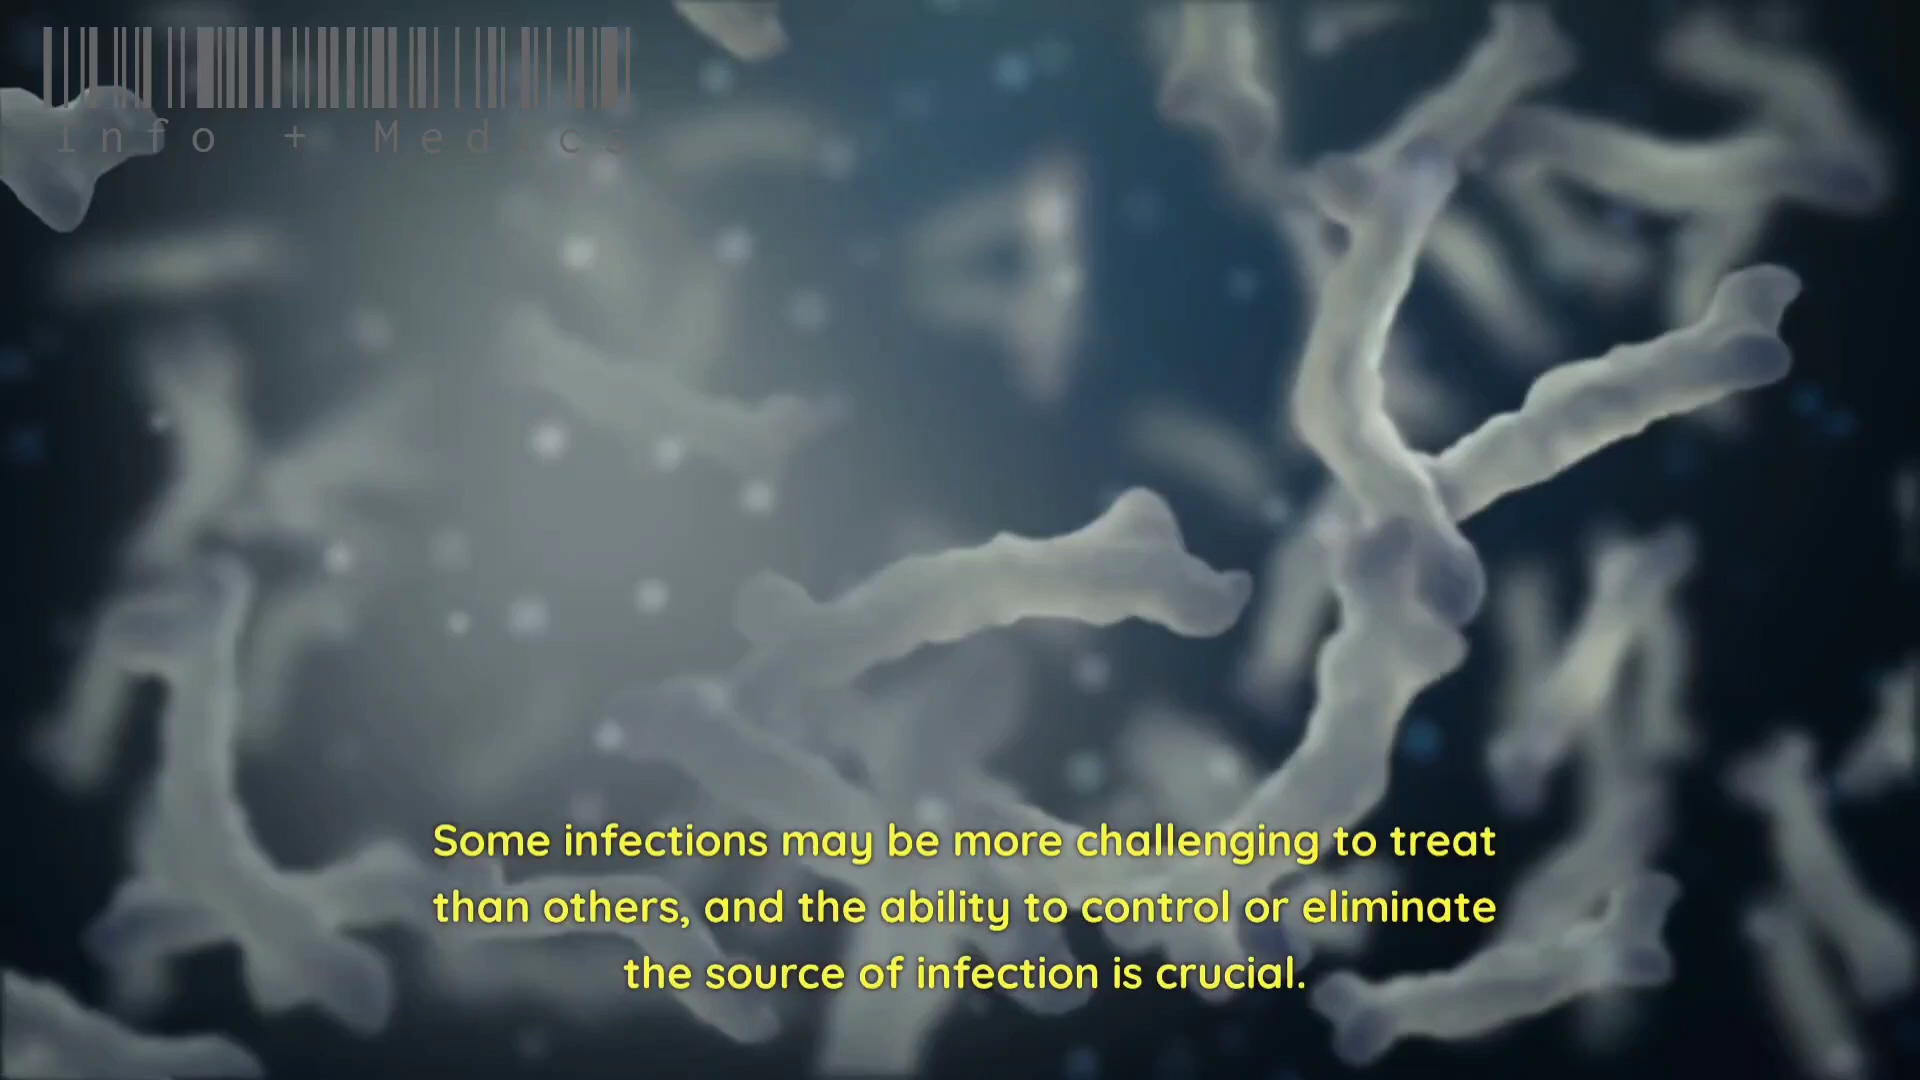 info + Medics
Some infections may be more challenging to treat
than others, and the ability to control or eliminate
the source of infection is crucial.